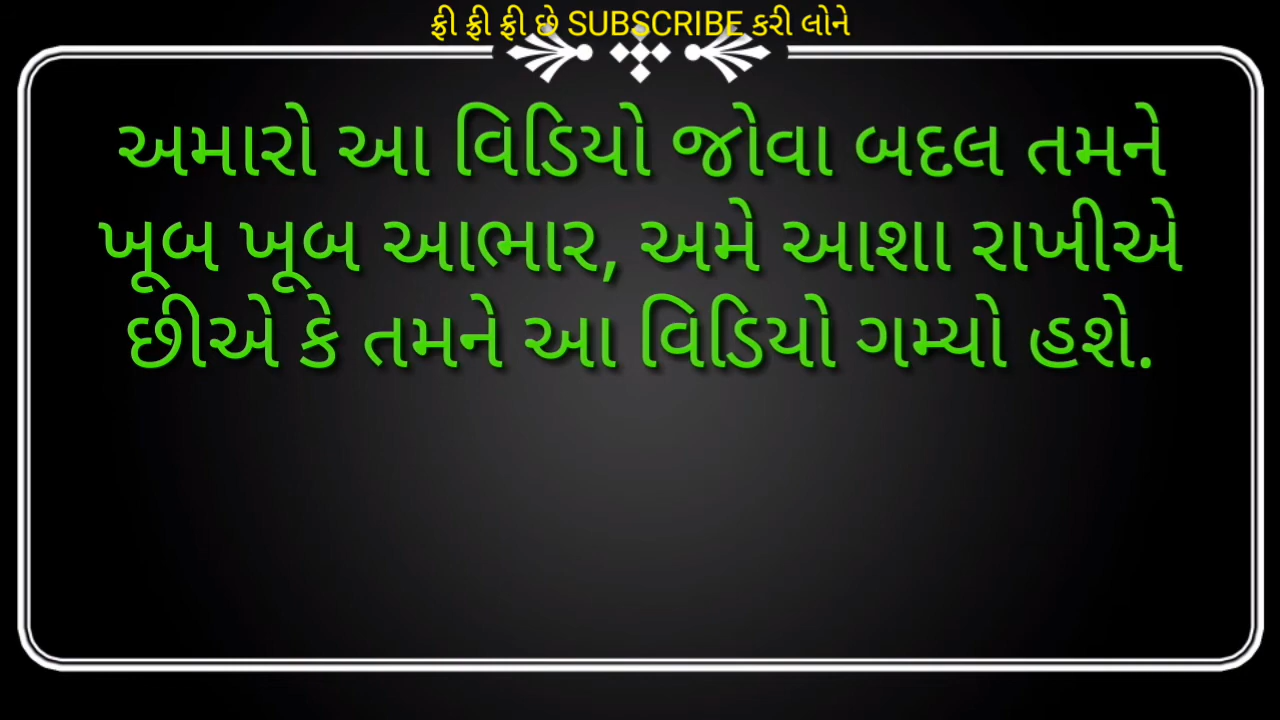 ફ્રી ફ્રી ફ્રી છે SUBSCRIBE કરી લોને
અમારો આ વિડિયો જોવા બદલ તમને
ખૂબ ખૂબ આભાર, અમે આશા રાખીએ
છીએ કે તમને આ વિડિયો ગમ્યો હશે.